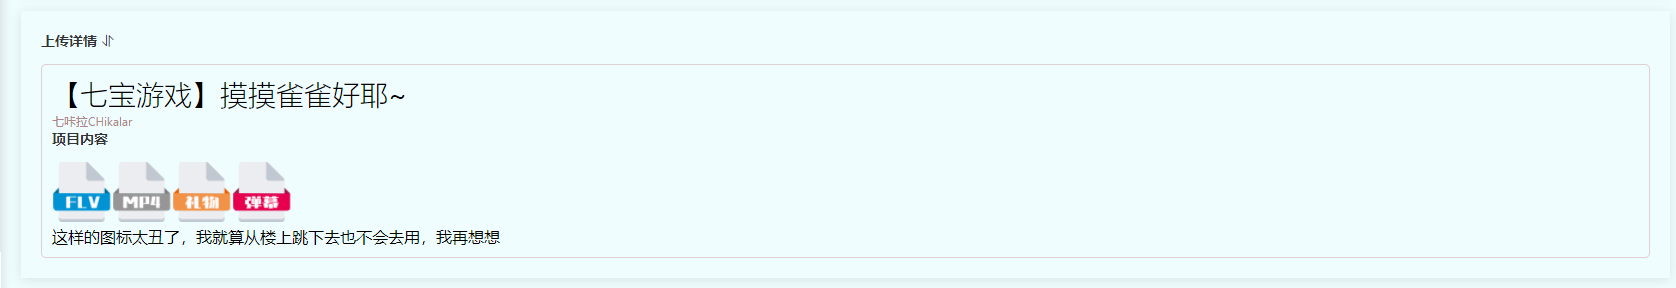 上传详情
【七宝游戏】摸摸雀雀好耶~
七咔拉CHikalar
项目内容
FLV MP4 礼物 弹幕
这样的图标太丑了，我就算从楼上跳下去也不会去用，我再想想